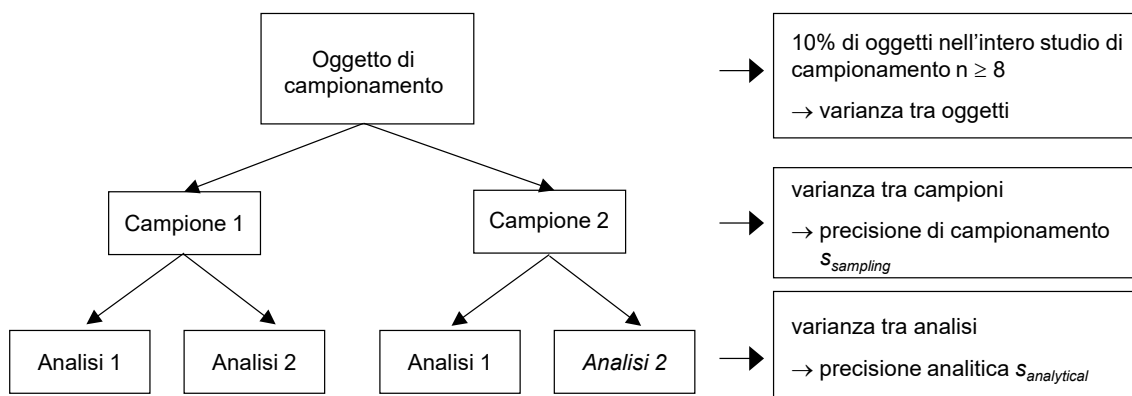 Oggetto di
campionamento
10% di oggetti nell’intero studio di
campionamento n ≥ 8
→ varianza tra oggetti
Campione 1
Campione 2
varianza tra campioni
→ precisione di campionamento
s_sampling
Analisi 1
Analisi 2
Analisi 1
Analisi 2
varianza tra analisi
→ precisione analitica s_analytical